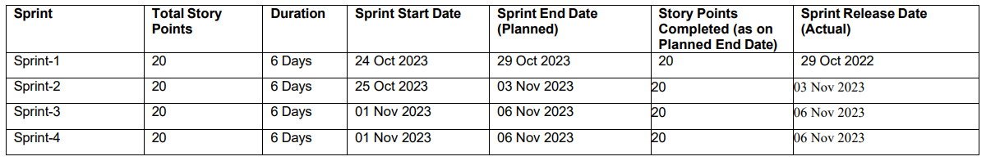 Sprint Total Story Points Duration Sprint Start Date Sprint End Date (Planned) Story Points Completed (as on Planned End Date) Sprint Release Date (Actual)
Sprint-1 20 6 Days 24 Oct 2023 29 Oct 2023 20 29 Oct 2022
Sprint-2 20 6 Days 25 Oct 2023 03 Nov 2023 20 03 Nov 2023
Sprint-3 20 6 Days 01 Nov 2023 06 Nov 2023 20 06 Nov 2023
Sprint-4 20 6 Days 01 Nov 2023 06 Nov 2023 20 06 Nov 2023